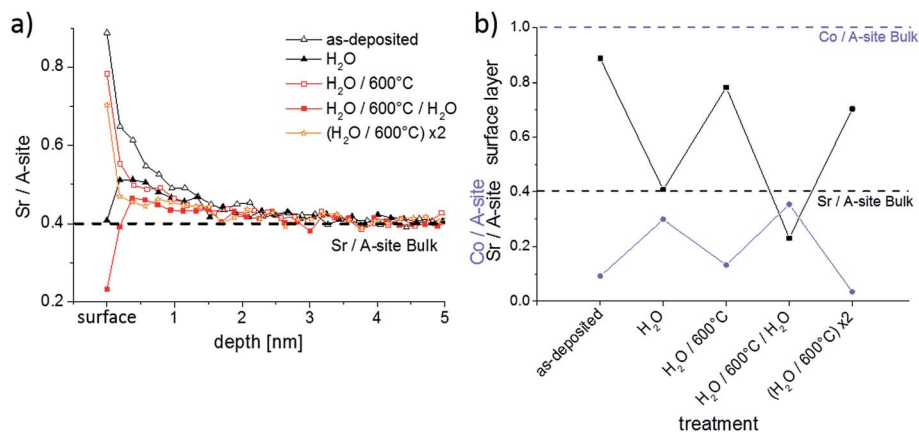 a)
Sr / A-site
0.8
0.6
0.4
0.2
as-deposited
H₂O
H₂O / 600°C
H₂O / 600°C / H₂O
(H₂O / 600°C) x2
Sr / A-site Bulk
surface
1
2
3
4
5
depth [nm]
b)
Co / A-site
Sr / A-site surface layer
1.0
0.8
0.6
0.4
0.2
0.0
Co / A-site Bulk
Sr / A-site Bulk
as-deposited
H₂O
H₂O / 600°C
H₂O / 600°C / H₂O
(H₂O / 600°C) x2
treatment